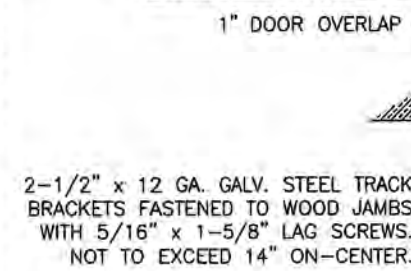 1" DOOR OVERLAP
2-1/2" x 12 GA. GALV. STEEL TRACK
BRACKETS FASTENED TO WOOD JAMBS
WITH 5/16" x 1-5/8" LAG SCREWS.
NOT TO EXCEED 14" ON-CENTER.